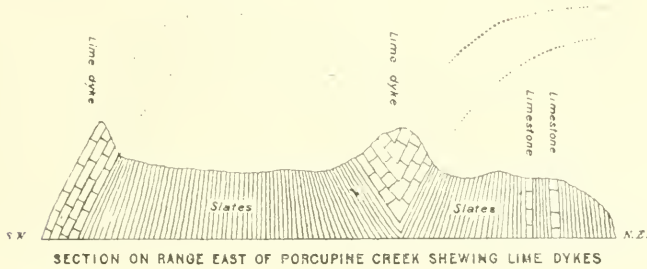 Lime dyke
Lime dyke
Limestone
Limestone
Slates
Slates
S.W
N.E.
SECTION ON RANGE EAST OF PORCUPINE CREEK SHEWING LIME DYKES